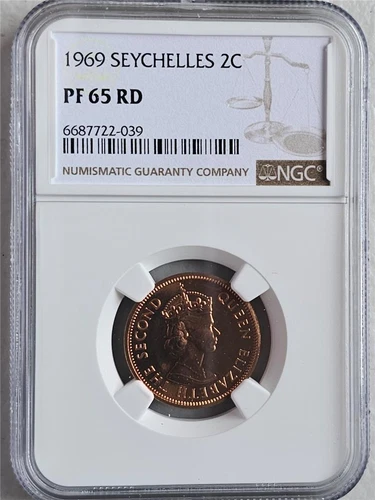 1969 SEYCHELLES 2C
PF 65 RD
6687722-039
NUMISMATIC GUARANTY COMPANY
NGC
QUEEN ELIZABETH THE SECOND